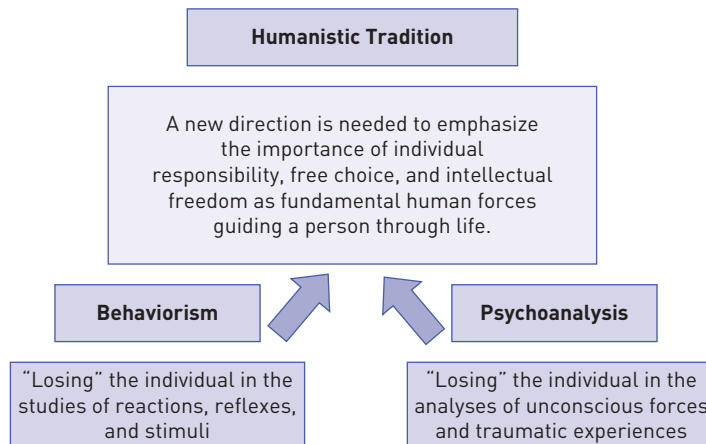 Humanistic Tradition
A new direction is needed to emphasize
the importance of individual
responsibility, free choice, and intellectual
freedom as fundamental human forces
guiding a person through life.
Behaviorism
“Losing” the individual in the
studies of reactions, reflexes,
and stimuli
Psychoanalysis
“Losing” the individual in the
analyses of unconscious forces
and traumatic experiences